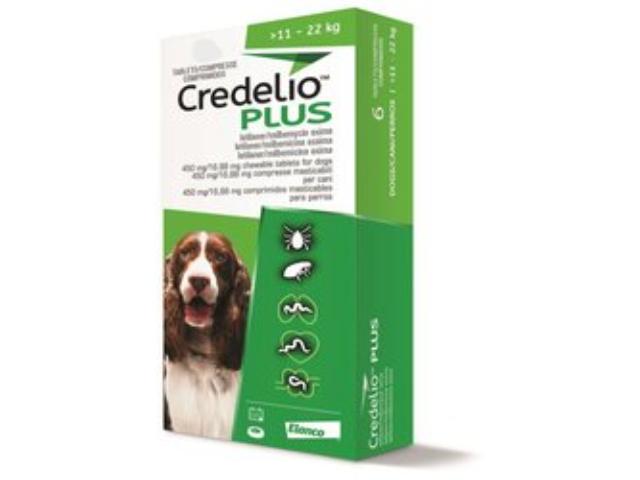 >11 - 22 kg
TABLETS/COMPRESSE
COMPRIMIDOS
Credelio™
PLUS
lotilaner/milbemycin oxime
lotilaner/milbemicina ossima
lotilaner/milbemicina oxima
450 mg/16,88 mg chewable tablets for dogs
450 mg/16,88 mg compresse masticabili
per cani
450 mg/16,88 mg comprimidos masticables
para perros
Elanco
6
DOGS/CANI/PERROS | >11 - 22 kg
Credelio™ PLUS